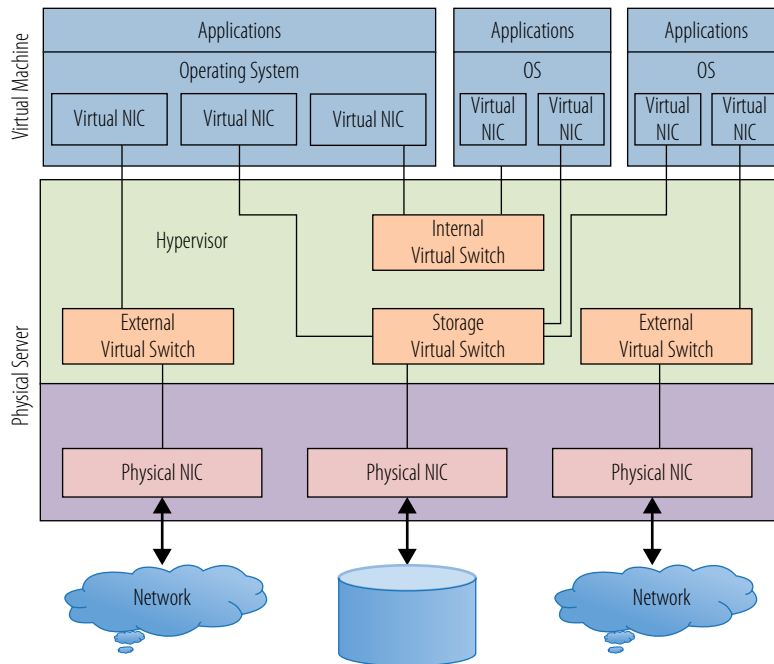 Virtual Machine
Applications
Operating System
Virtual NIC
Virtual NIC
Virtual NIC
Applications
OS
Virtual
NIC
Virtual
NIC
Applications
OS
Virtual
NIC
Virtual
NIC
Physical Server
Hypervisor
Internal
Virtual Switch
External
Virtual Switch
Storage
Virtual Switch
External
Virtual Switch
Physical NIC
Physical NIC
Physical NIC
Network
Network